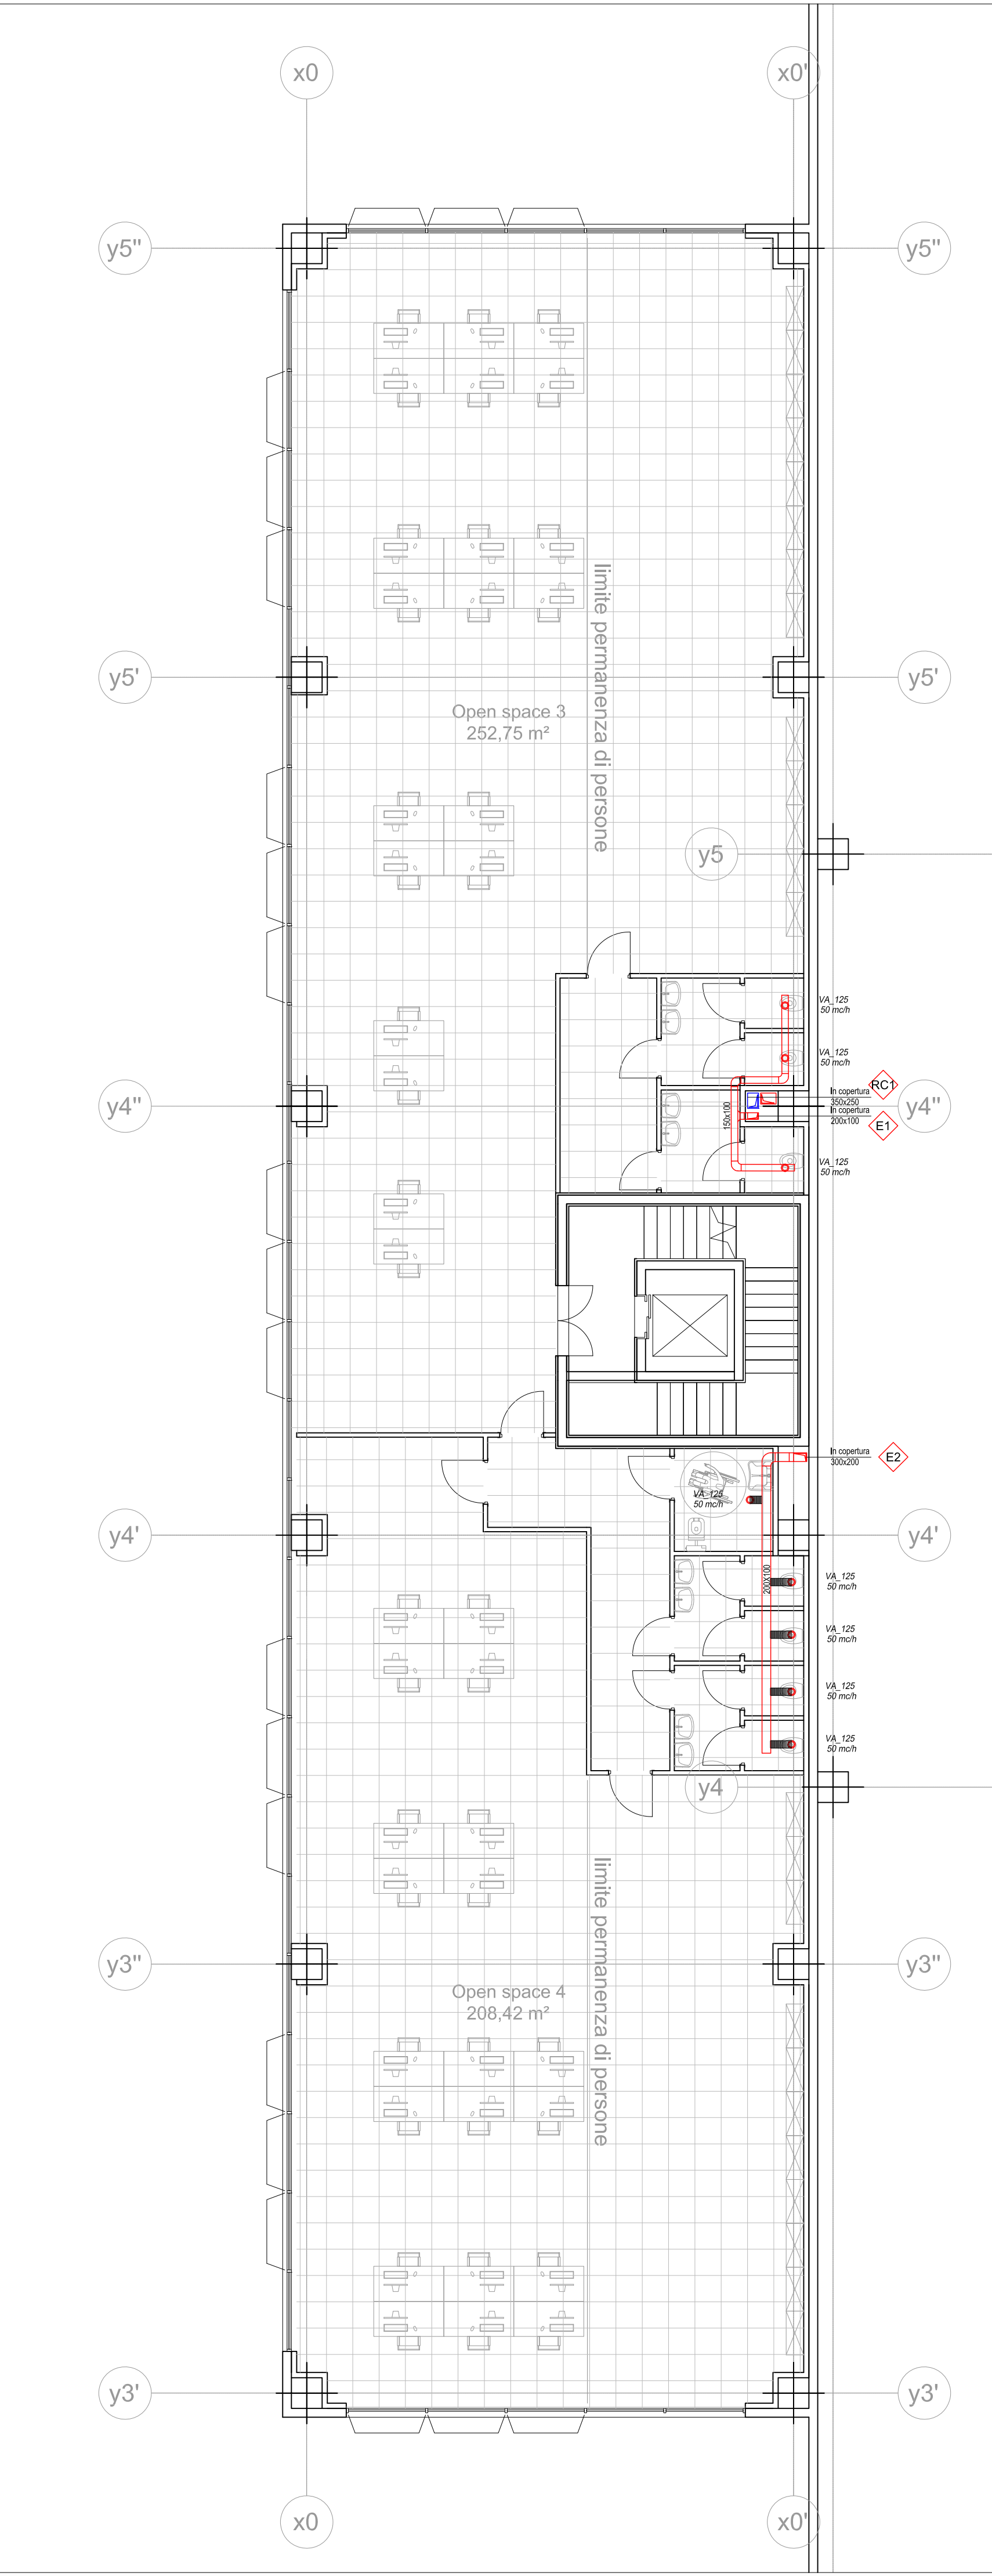 x0
x0'
y5"
y5"
limite permanenza di persone
y5'
y5'
Open space 3
252,75 m²
y5
VA_125
50 mc/h
VA_125
50 mc/h
RC1
In copertura
350x250
y4"
y4"
In copertura
200x100
E1
150x100
VA_125
50 mc/h
In copertura
300x200
E2
VA_125
50 mc/h
y4'
y4'
200X100
VA_125
50 mc/h
VA_125
50 mc/h
VA_125
50 mc/h
VA_125
50 mc/h
y4
limite permanenza di persone
y3"
y3"
Open space 4
208,42 m²
y3'
y3'
x0
x0'